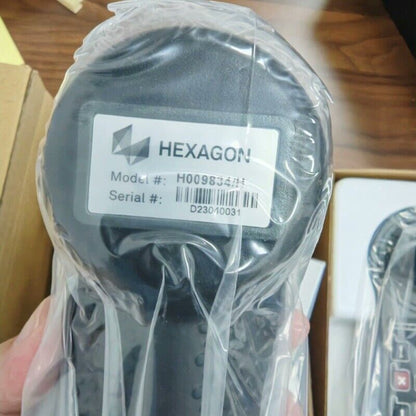 HEXAGON
Model #:
Serial #:
D23040031